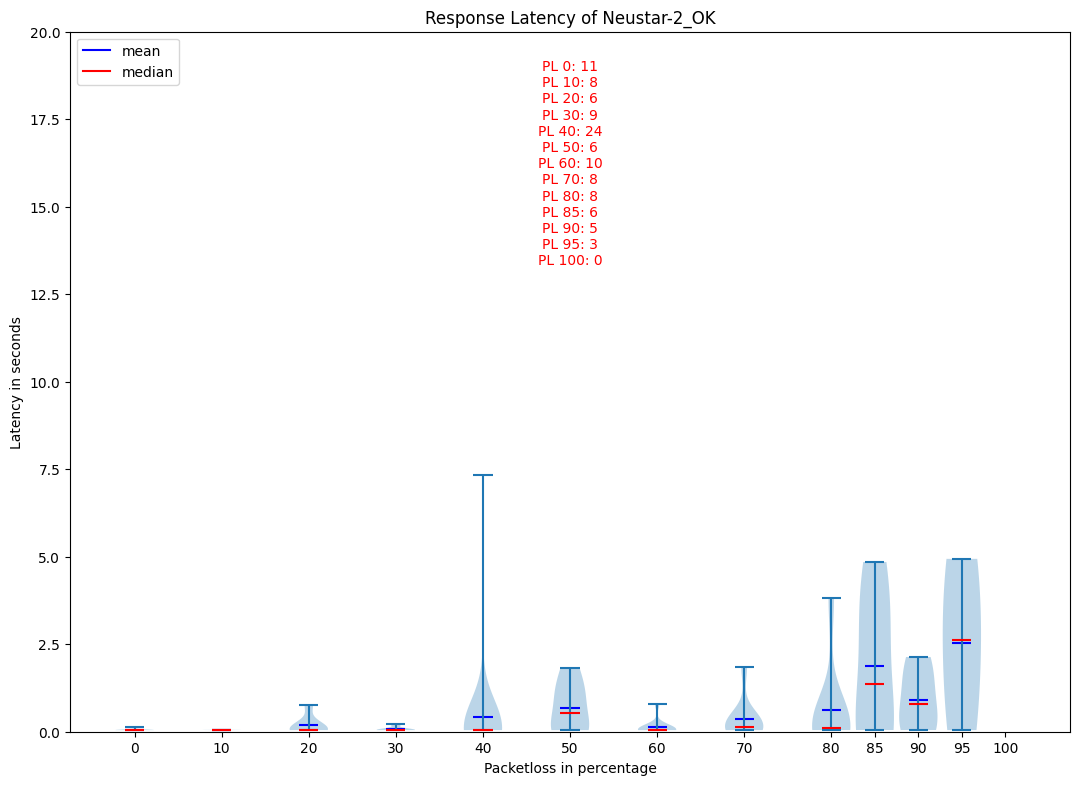 Response Latency of Neustar-2_OK
mean
median
PL 0: 11
PL 10: 8
PL 20: 6
PL 30: 9
PL 40: 24
PL 50: 6
PL 60: 10
PL 70: 8
PL 80: 8
PL 85: 6
PL 90: 5
PL 95: 3
PL 100: 0
Latency in seconds
20.0
17.5
15.0
12.5
10.0
7.5
5.0
2.5
0.0
0 10 20 30 40 50 60 70 80 85 90 95 100
Packetloss in percentage